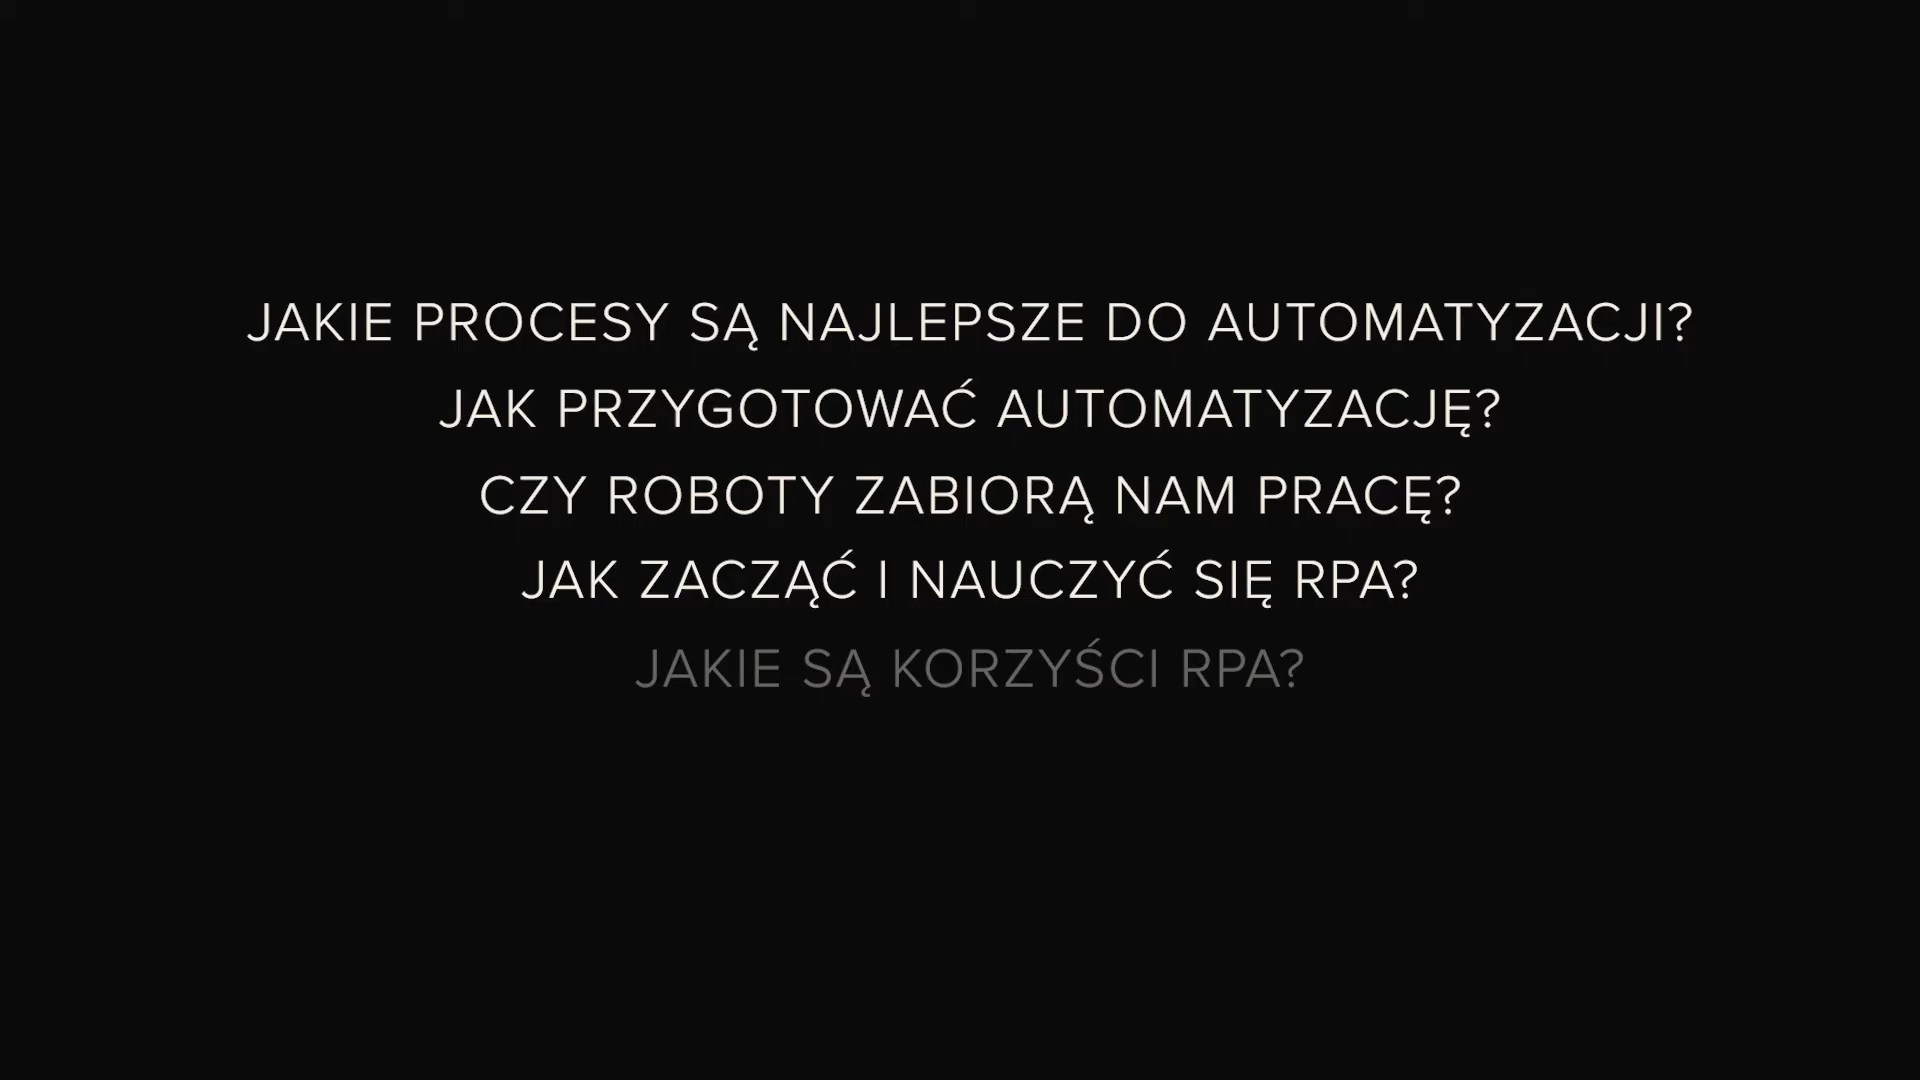 JAKIE PROCESY SĄ NAJLEPSZE DO AUTOMATYZACJI?
JAK PRZYGOTOWAĆ AUTOMATYZACJĘ?
CZY ROBOTY ZABIORĄ NAM PRACĘ?
JAK ZACZĄĆ I NAUCZYĆ SIĘ RPA?
JAKIE SĄ KORZYŚCI RPA?